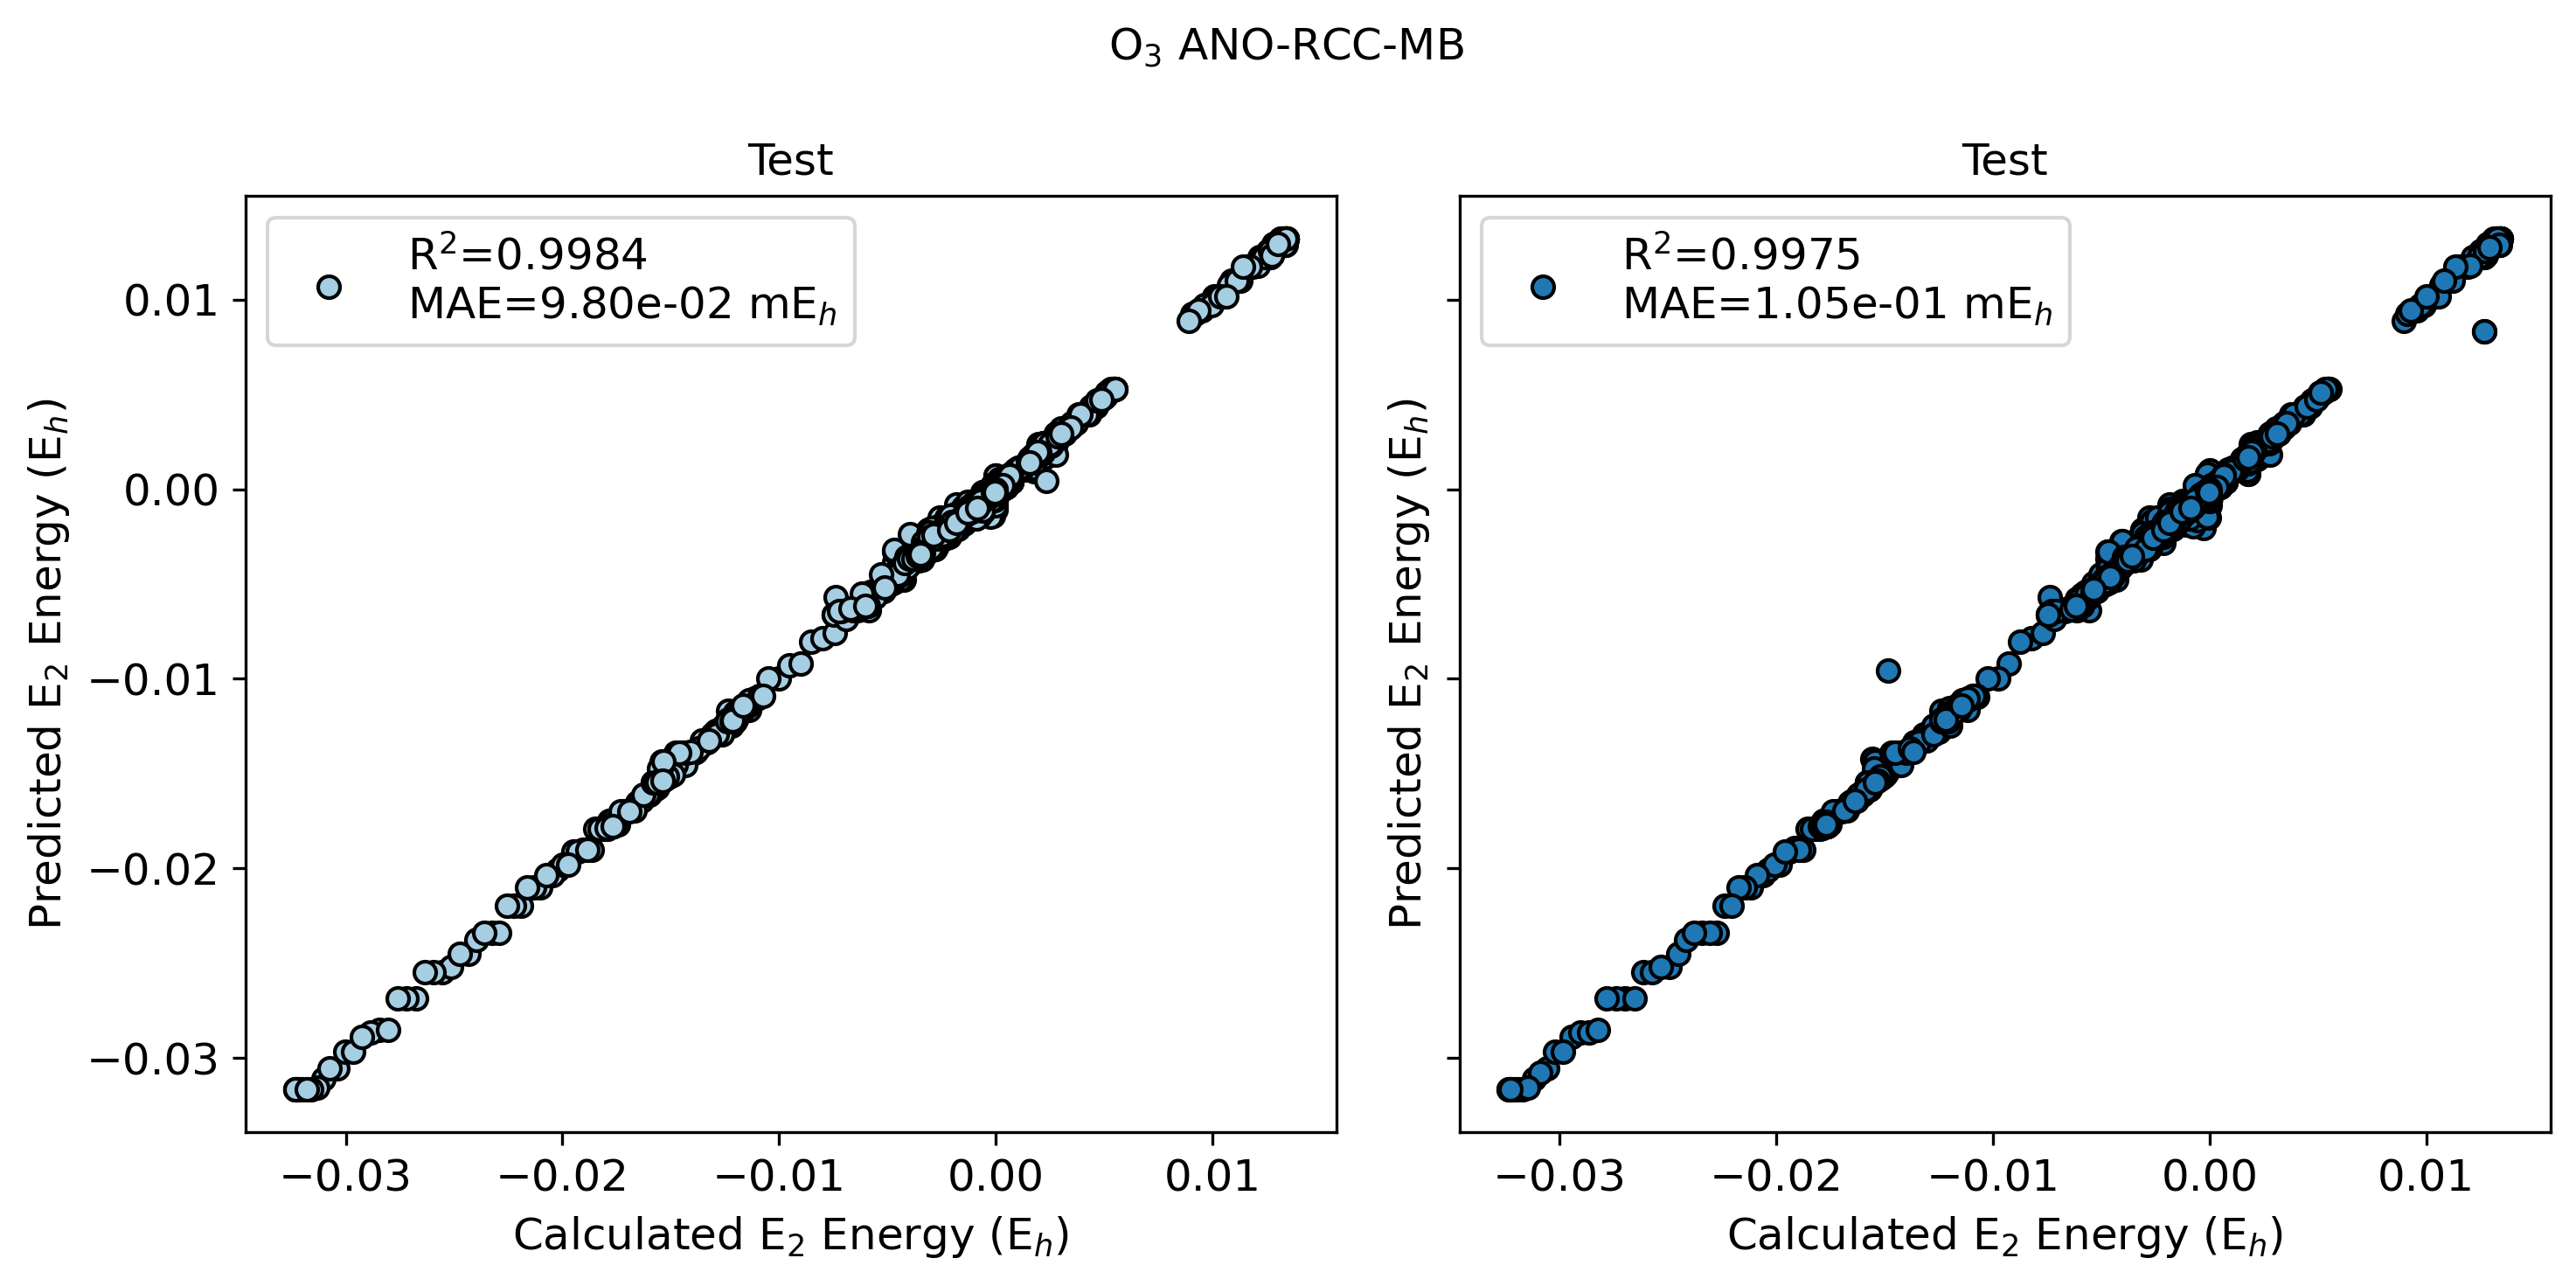 O₃ ANO-RCC-MB
Test
R²=0.9984
MAE=9.80e-02 mEₕ
Predicted E₂ Energy (Eₕ)
0.01
0.00
−0.01
−0.02
−0.03
−0.03 −0.02 −0.01 0.00 0.01
Calculated E₂ Energy (Eₕ)
Test
R²=0.9975
MAE=1.05e-01 mEₕ
Predicted E₂ Energy (Eₕ)
−0.03 −0.02 −0.01 0.00 0.01
Calculated E₂ Energy (Eₕ)